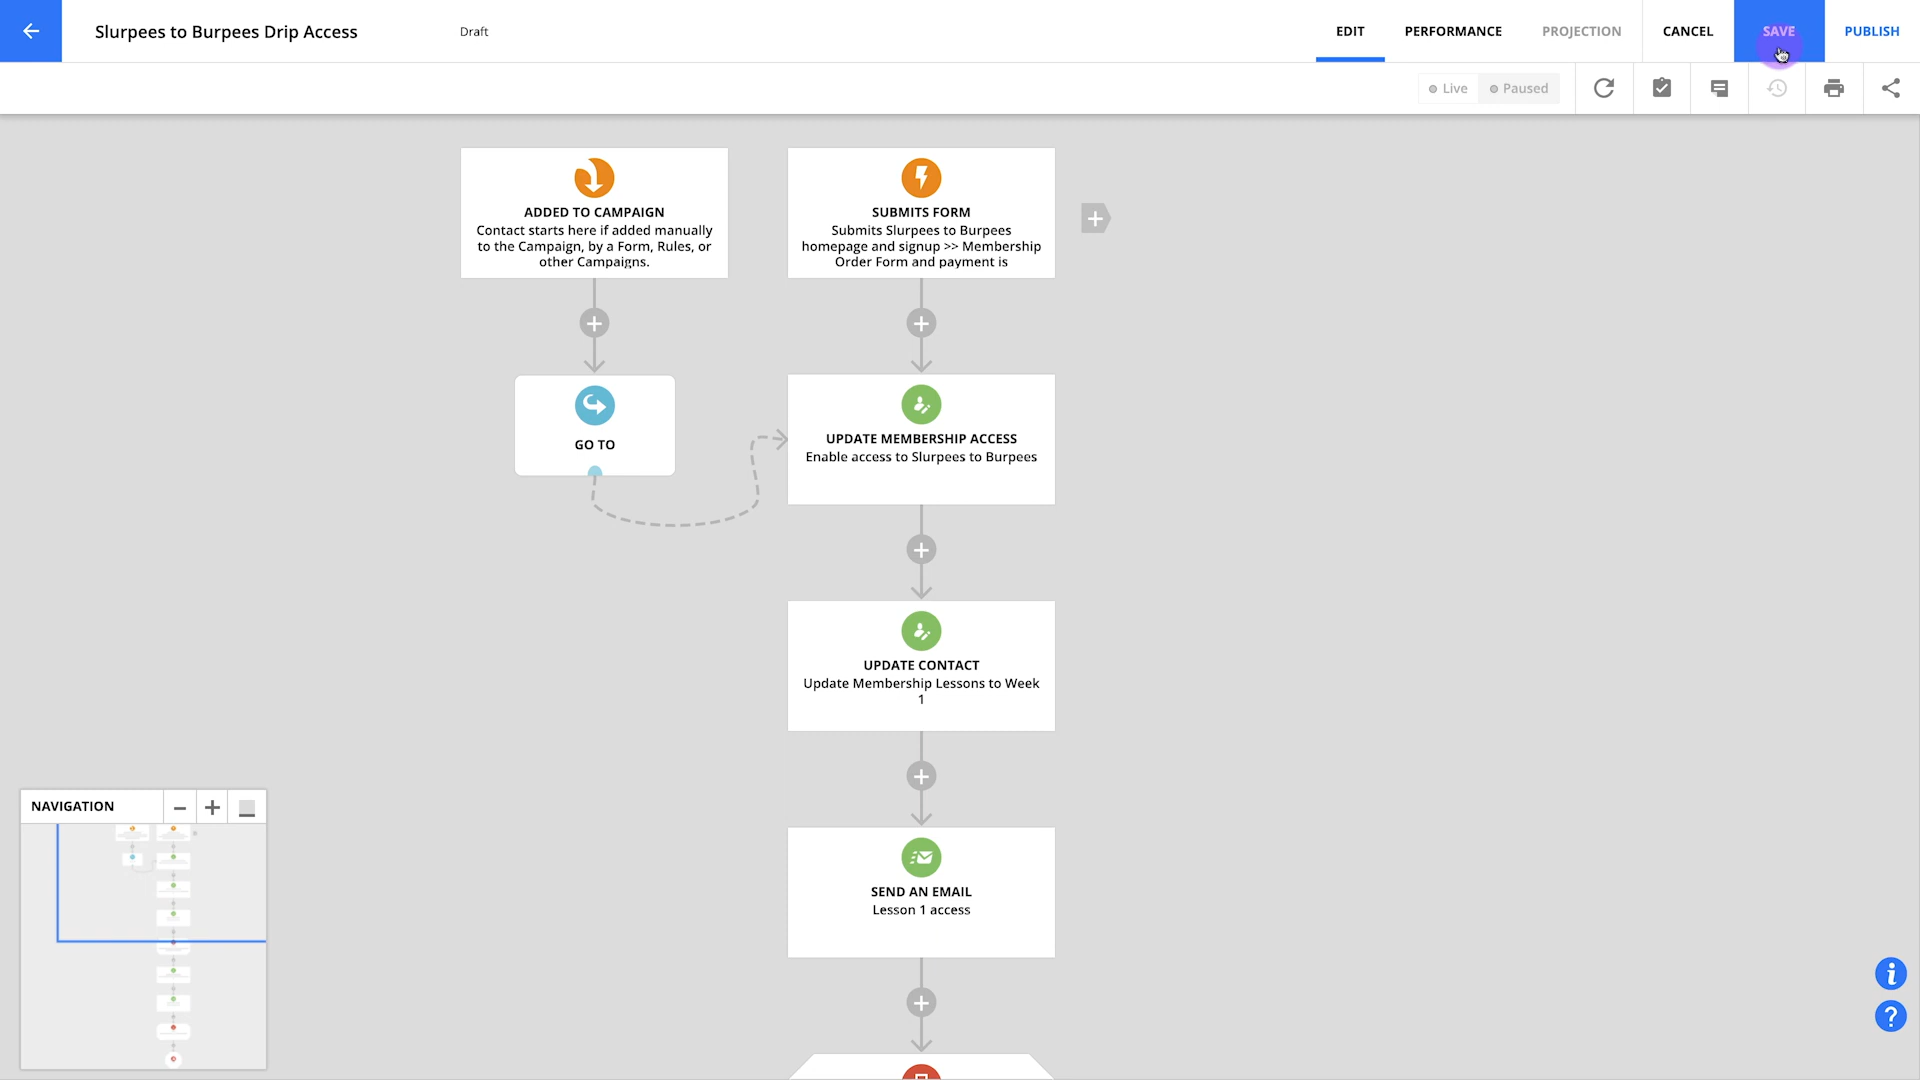 Slurpees to Burpees Drip Access
Draft
EDIT
PERFORMANCE
PROJECTION
CANCEL
SAVE
PUBLISH
Live
Paused
ADDED TO CAMPAIGN
Contact starts here if added manually
to the Campaign, by a Form, Rules, or
other Campaigns.
SUBMITS FORM
Submits Slurpees to Burpees
homepage and signup >> Membership
Order Form and payment is
GO TO
UPDATE MEMBERSHIP ACCESS
Enable access to Slurpees to Burpees
UPDATE CONTACT
Update Membership Lessons to Week
1
SEND AN EMAIL
Lesson 1 access
NAVIGATION